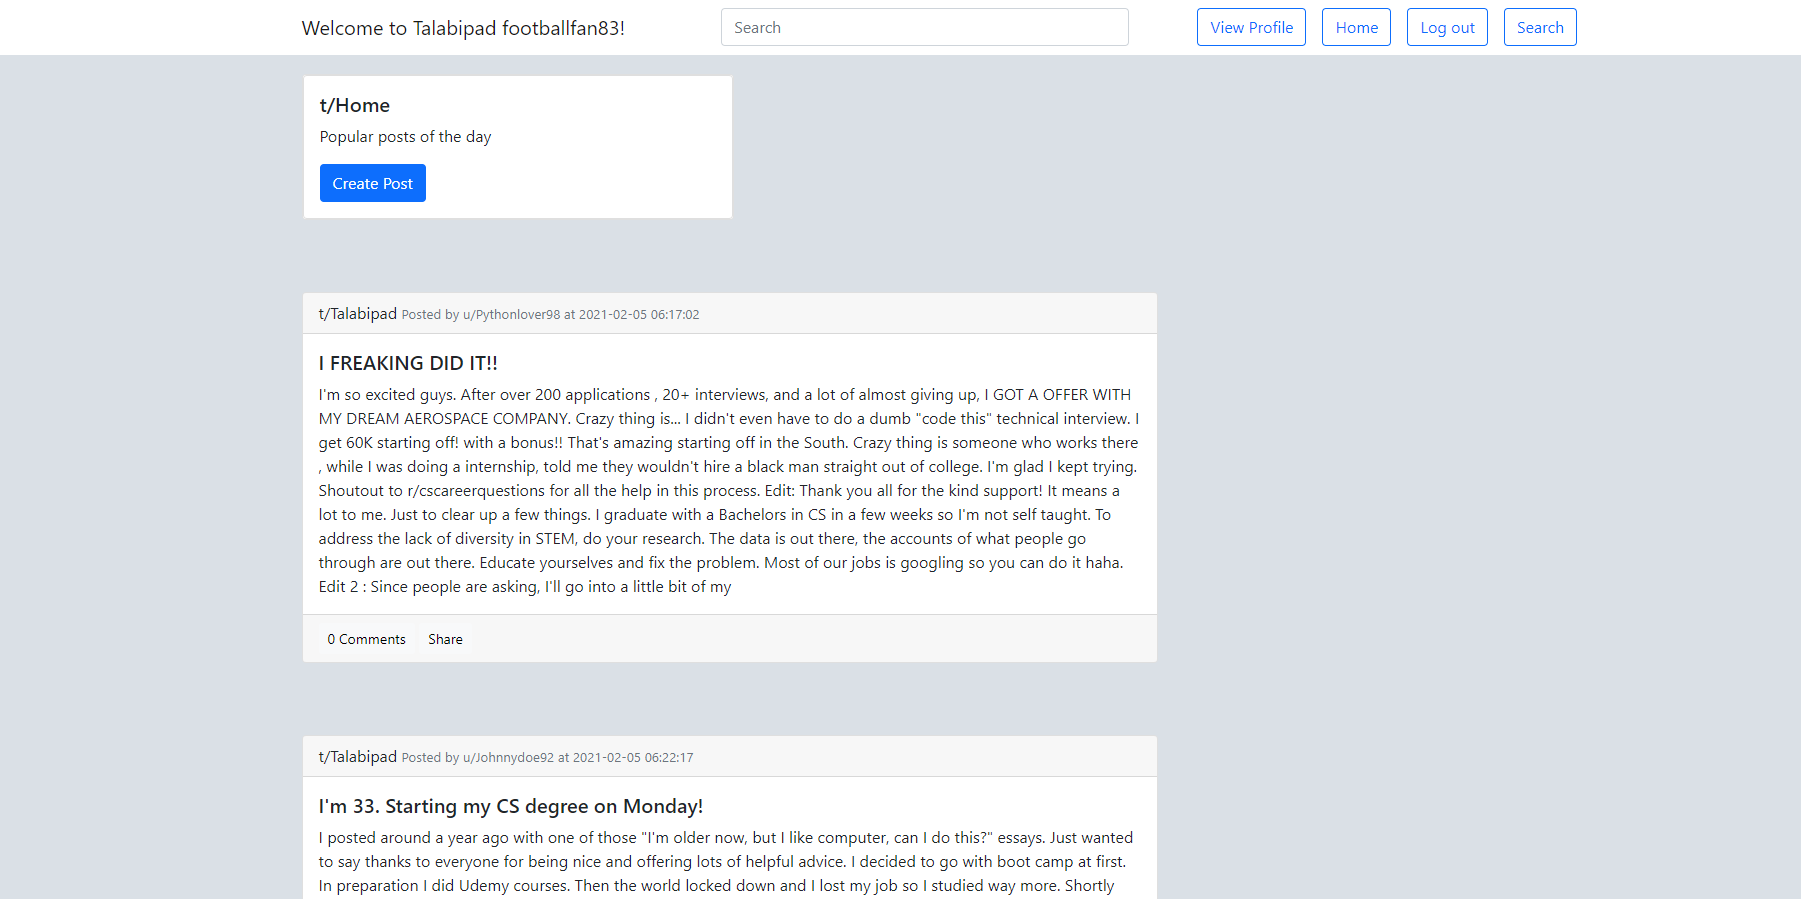 Welcome to Talabipad footballfan83!
Search
View Profile
Home
Log out
Search
t/Home
Popular posts of the day
Create Post
t/Talabipad Posted by u/Pythonlover98 at 2021-02-05 06:17:02
I FREAKING DID IT!!
I'm so excited guys. After over 200 applications , 20+ interviews, and a lot of almost giving up, I GOT A OFFER WITH
MY DREAM AEROSPACE COMPANY. Crazy thing is... I didn't even have to do a dumb "code this" technical interview. I
get 60K starting off! with a bonus!! That's amazing starting off in the South. Crazy thing is someone who works there
, while I was doing a internship, told me they wouldn't hire a black man straight out of college. I'm glad I kept trying.
Shoutout to r/cscareerquestions for all the help in this process. Edit: Thank you all for the kind support! It means a
lot to me. Just to clear up a few things. I graduate with a Bachelors in CS in a few weeks so I'm not self taught. To
address the lack of diversity in STEM, do your research. The data is out there, the accounts of what people go
through are out there. Educate yourselves and fix the problem. Most of our jobs is googling so you can do it haha.
Edit 2 : Since people are asking, I'll go into a little bit of my
0 Comments
Share
t/Talabipad Posted by u/Johnnydoe92 at 2021-02-05 06:22:17
I'm 33. Starting my CS degree on Monday!
I posted around a year ago with one of those "I'm older now, but I like computer, can I do this?" essays. Just wanted
to say thanks to everyone for being nice and offering lots of helpful advice. I decided to go with boot camp at first.
In preparation I did Udemy courses. Then the world locked down and I lost my job so I studied way more. Shortly